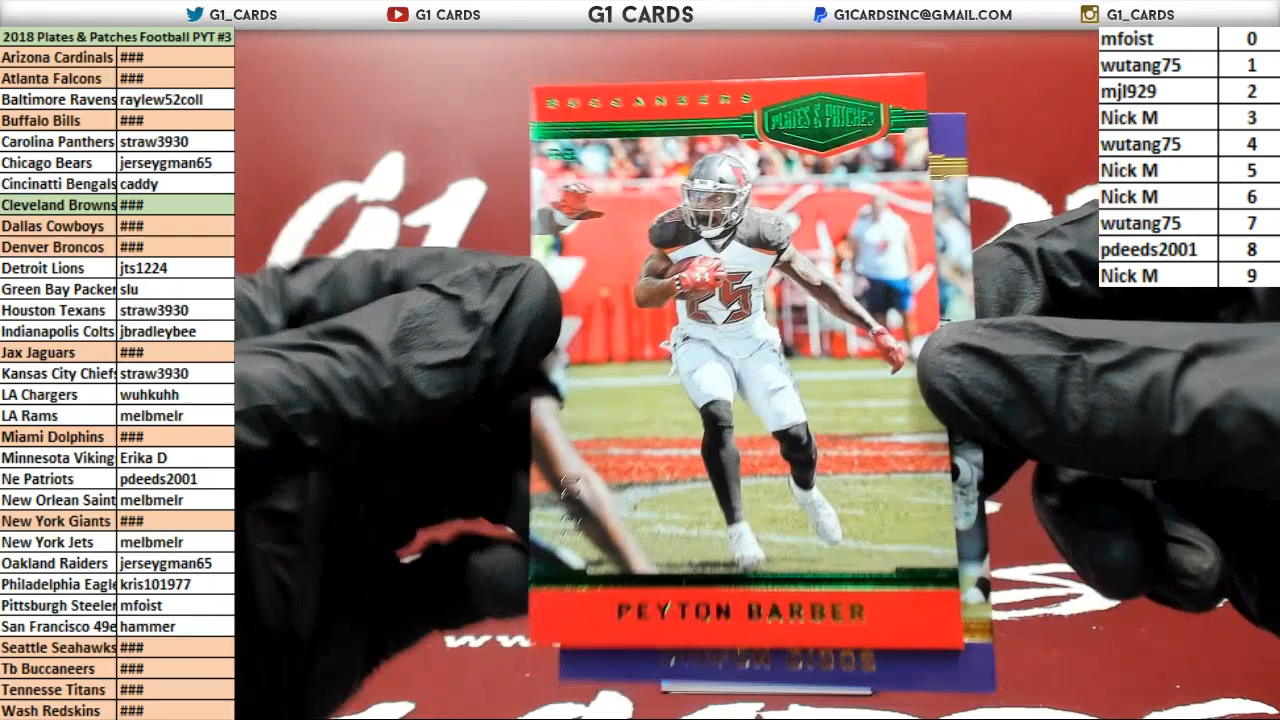 G1_CARDS
G1 CARDS
G1 CARDS
G1CARDSINC@GMAIL.COM
G1_CARDS
2018 Plates & Patches Football PYT #3
Arizona Cardinals ###
Atlanta Falcons ###
Baltimore Ravens raylew52coll
Buffalo Bills ###
Carolina Panthers straw3930
Chicago Bears jerseygman65
Cincinatti Bengals caddy
Cleveland Browns ###
Dallas Cowboys ###
Denver Broncos ###
Detroit Lions jts1224
Green Bay Packer slu
Houston Texans straw3930
Indianapolis Colts jbradleybee
Jax Jaguars ###
Kansas City Chiefs straw3930
LA Chargers wuhkuhh
LA Rams melbmelr
Miami Dolphins ###
Minnesota Viking Erika D
Ne Patriots pdeeds2001
New Orlean Saint melbmelr
New York Giants ###
New York Jets melbmelr
Oakland Raiders jerseygman65
Philadelphia Eagle kris101977
Pittsburgh Steeler mfoist
San Francisco 49e hammer
Seattle Seahawks ###
Tb Buccaneers ###
Tennesse Titans ###
Wash Redskins ###
mfoist 0
wutang75 1
mjl929 2
Nick M 3
wutang75 4
Nick M 5
Nick M 6
wutang75 7
pdeeds2001 8
Nick M 9
BUCCANEERS
PLATES & PATCHES
25
PEYTON BARBER
G1
www.